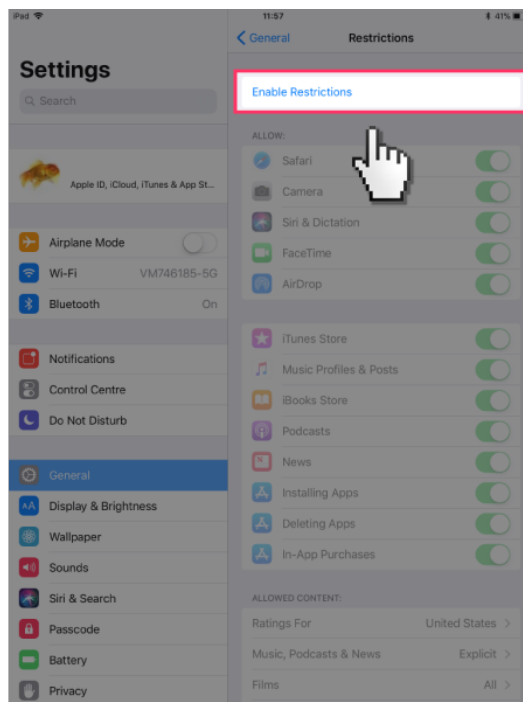 iPad
11:57
41%
General
Restrictions
Settings
Search
Apple ID, iCloud, iTunes & App St...
Airplane Mode
Wi-Fi
VM746185-5G
Bluetooth
On
Notifications
Control Centre
Do Not Disturb
General
Display & Brightness
Wallpaper
Sounds
Siri & Search
Passcode
Battery
Privacy
Enable Restrictions
ALLOW:
Safari
Camera
Siri & Dictation
FaceTime
AirDrop
iTunes Store
Music Profiles & Posts
iBooks Store
Podcasts
News
Installing Apps
Deleting Apps
In-App Purchases
ALLOWED CONTENT:
Ratings For
United States
Music, Podcasts & News
Explicit
Films
All